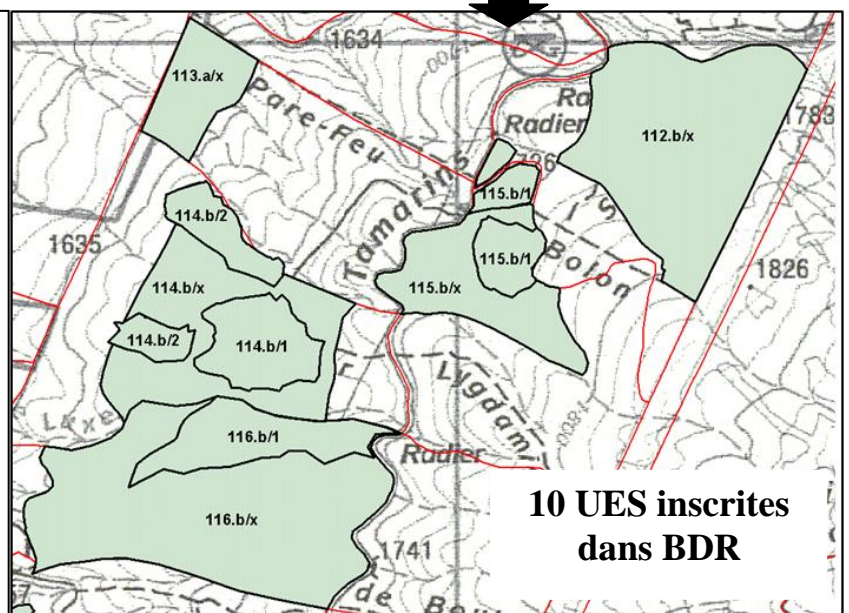 1634
113.a/x
Pare-Feu
Radier
112.b/x
1783
Tamarins
115.b/1
114.b/2
1635
115.b/1
Bolon
1826
114.b/x
115.b/x
114.b/2
114.b/1
Lygdami
116.b/1
Radier
10 UES inscrites
dans BDR
116.b/x
1741
de